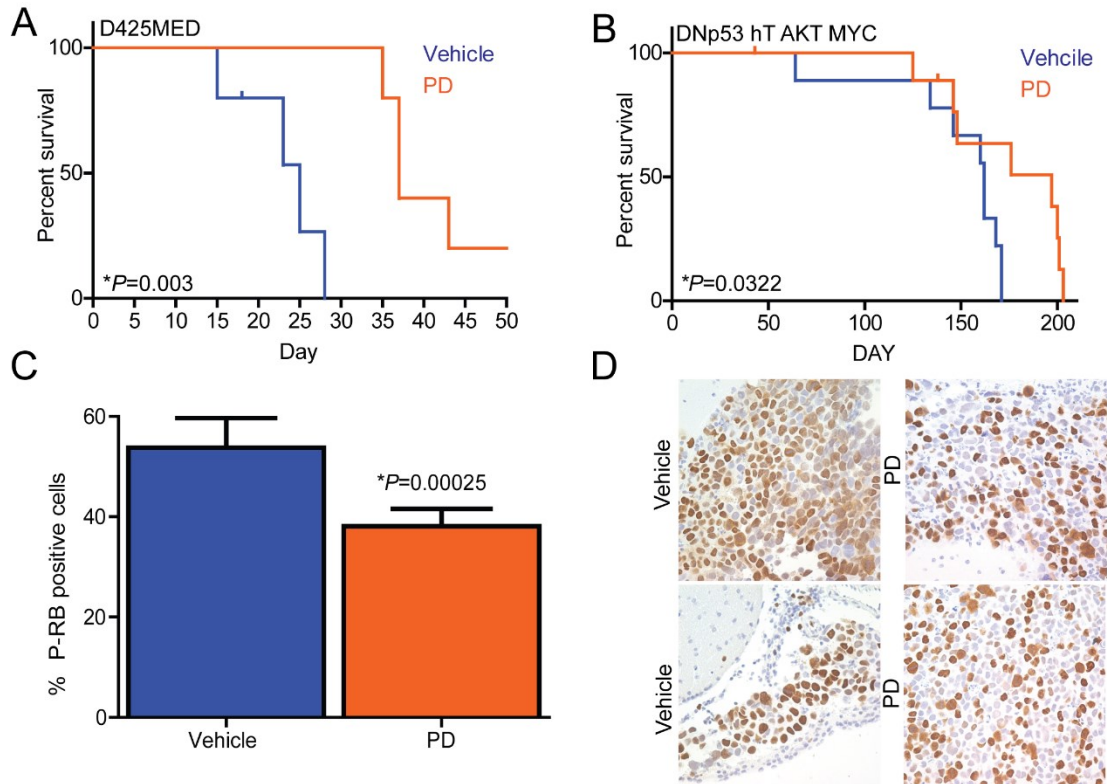 A
D425MED
Vehicle
PD
100
50
0
Percent survival
*P=0.003
0 5 10 15 20 25 30 35 40 45 50
Day
B
DNp53 hT AKT MYC
Vehcile
PD
100
50
0
Percent survival
*P=0.0322
0 50 100 150 200
DAY
C
60
40
20
0
% P-RB positive cells
*P=0.00025
Vehicle PD
D
Vehicle
PD
Vehicle
PD